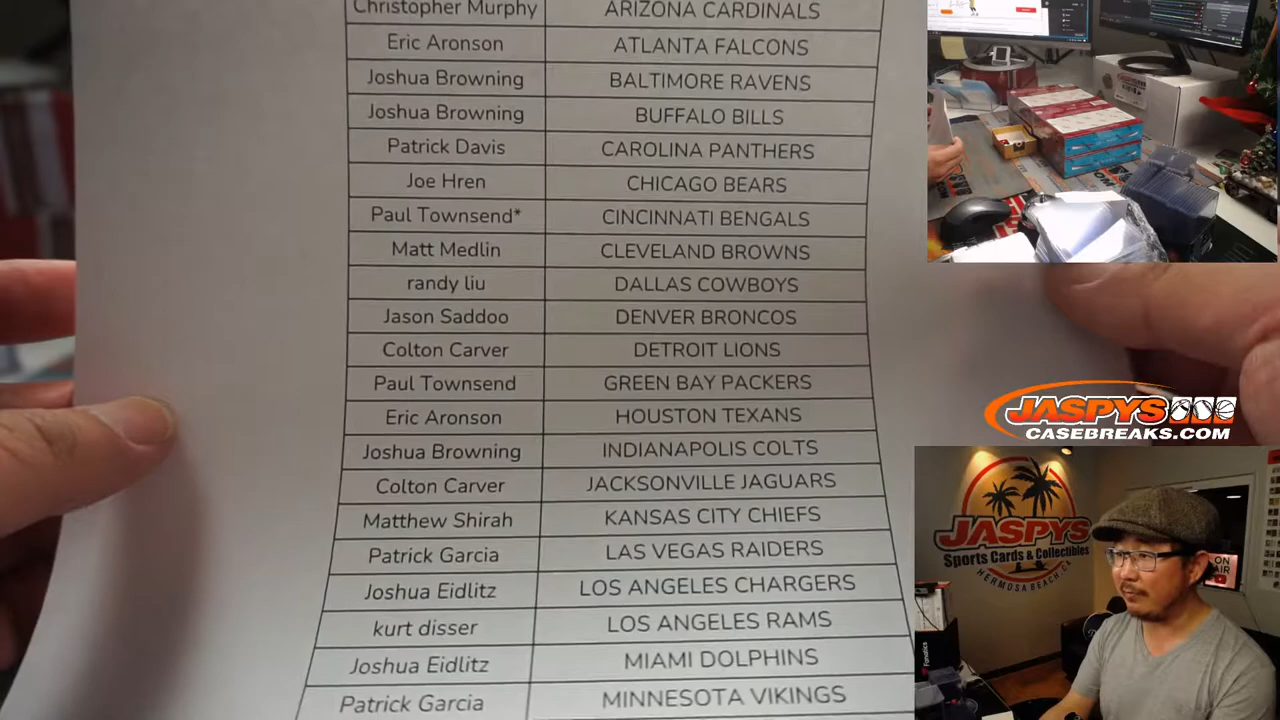 Christopher Murphy ARIZONA CARDINALS
Eric Aronson ATLANTA FALCONS
Joshua Browning BALTIMORE RAVENS
Joshua Browning BUFFALO BILLS
Patrick Davis CAROLINA PANTHERS
Joe Hren CHICAGO BEARS
Paul Townsend* CINCINNATI BENGALS
Matt Medlin CLEVELAND BROWNS
randy liu DALLAS COWBOYS
Jason Saddoo DENVER BRONCOS
Colton Carver DETROIT LIONS
Paul Townsend GREEN BAY PACKERS
Eric Aronson HOUSTON TEXANS
Joshua Browning INDIANAPOLIS COLTS
Colton Carver JACKSONVILLE JAGUARS
Matthew Shirah KANSAS CITY CHIEFS
Patrick Garcia LAS VEGAS RAIDERS
Joshua Eidlitz LOS ANGELES CHARGERS
kurt disser LOS ANGELES RAMS
Joshua Eidlitz MIAMI DOLPHINS
Patrick Garcia MINNESOTA VIKINGS
JASPYS
CASEBREAKS.COM
JASPYS
Sports Cards & Collectibles
HERMOSA BEACH, CA
ON
AIR
Fanatics